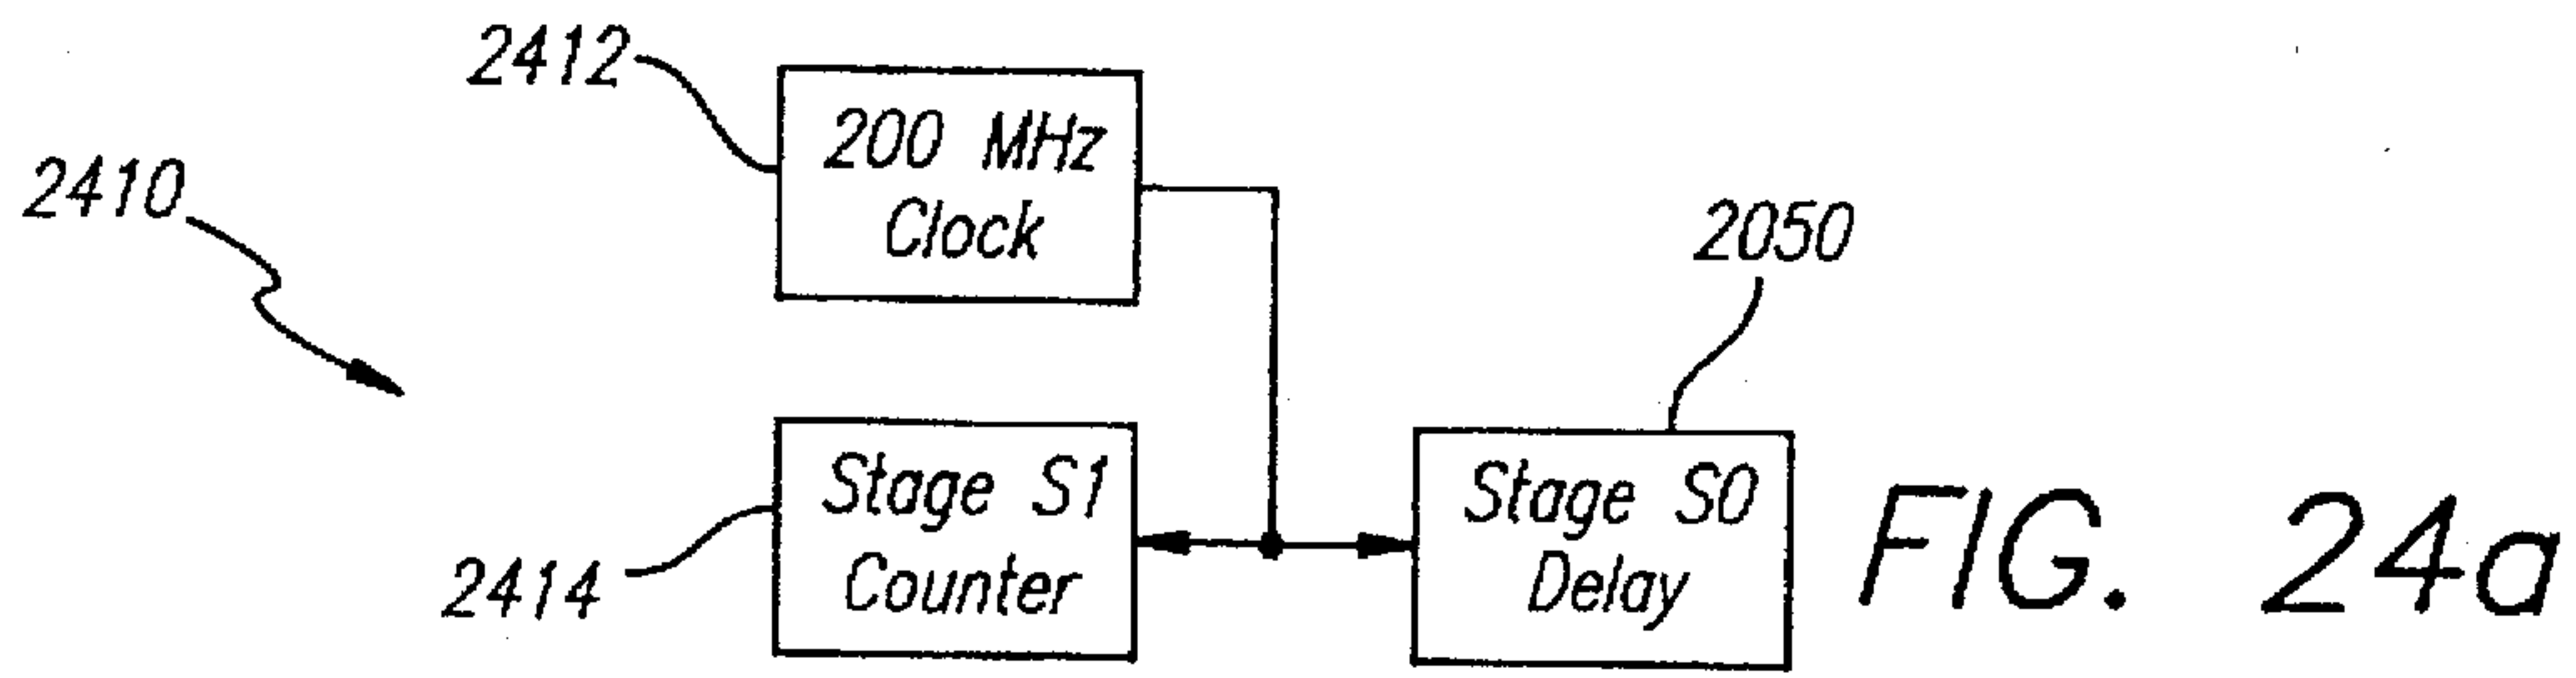 2412
200 MHz
Clock
2410
2050
Stage S1
Counter
2414
Stage S0
Delay
FIG. 24a